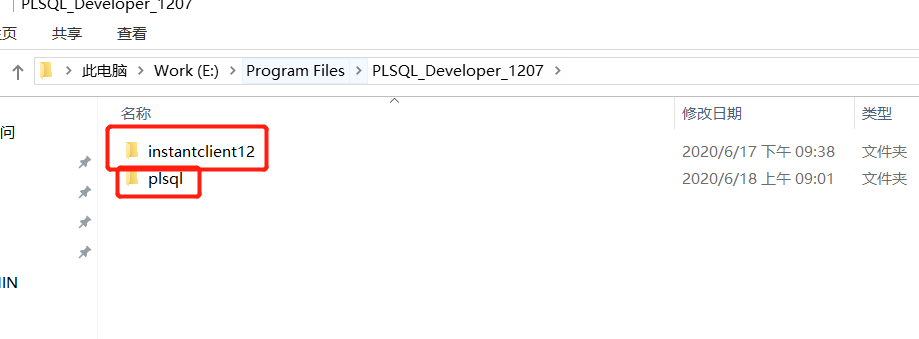 PLSQL_Developer_1207
共享 查看
此电脑 Work (E:) Program Files PLSQL_Developer_1207
名称 修改日期 类型
问
instantclient12 2020/6/17 下午 09:38 文件夹
plsql 2020/6/18 上午 09:01 文件夹
IIN